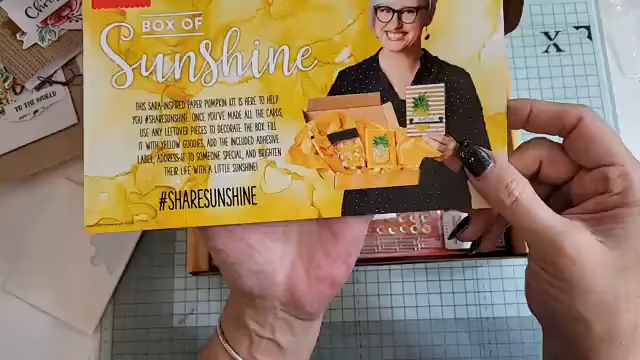 BOX OF
Sunshine
THIS SARA-INSPIRED PAPER PUMPKIN KIT IS HERE TO HELP
YOU #SHARESUNSHINE. ONCE YOU'VE MADE ALL THE CARDS,
USE ANY LEFTOVER PIECES TO DECORATE THE BOX, FILL
IT WITH YELLOW GOODIES, ADD THE INCLUDED ADHESIVE
LABEL, ADDRESS IT TO SOMEONE SPECIAL, AND BRIGHTEN
THEIR LIFE WITH A LITTLE SUNSHINE!
#SHARESUNSHINE
TO THE WORLD
X